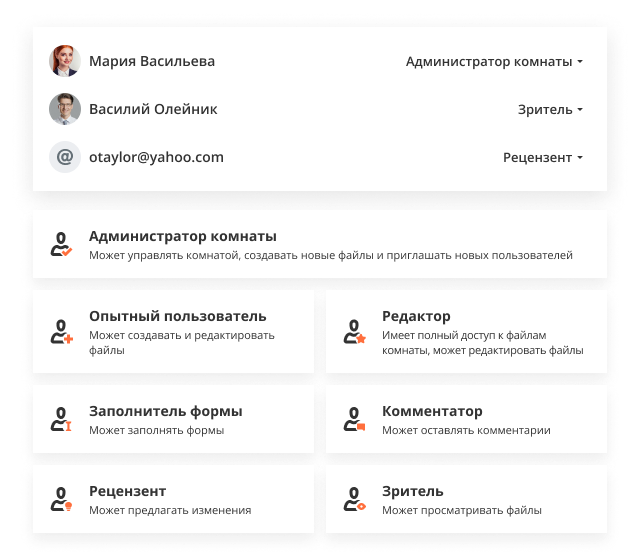 Мария Васильева
Администратор комнаты
Василий Олейник
Зритель
@
otaylor@yahoo.com
Рецензент
Администратор комнаты
Может управлять комнатой, создавать новые файлы и приглашать новых пользователей
Опытный пользователь
Может создавать и редактировать
файлы
Редактор
Имеет полный доступ к файлам
комнаты, может редактировать файлы
Заполнитель формы
Может заполнять формы
Комментатор
Может оставлять комментарии
Рецензент
Может предлагать изменения
Зритель
Может просматривать файлы